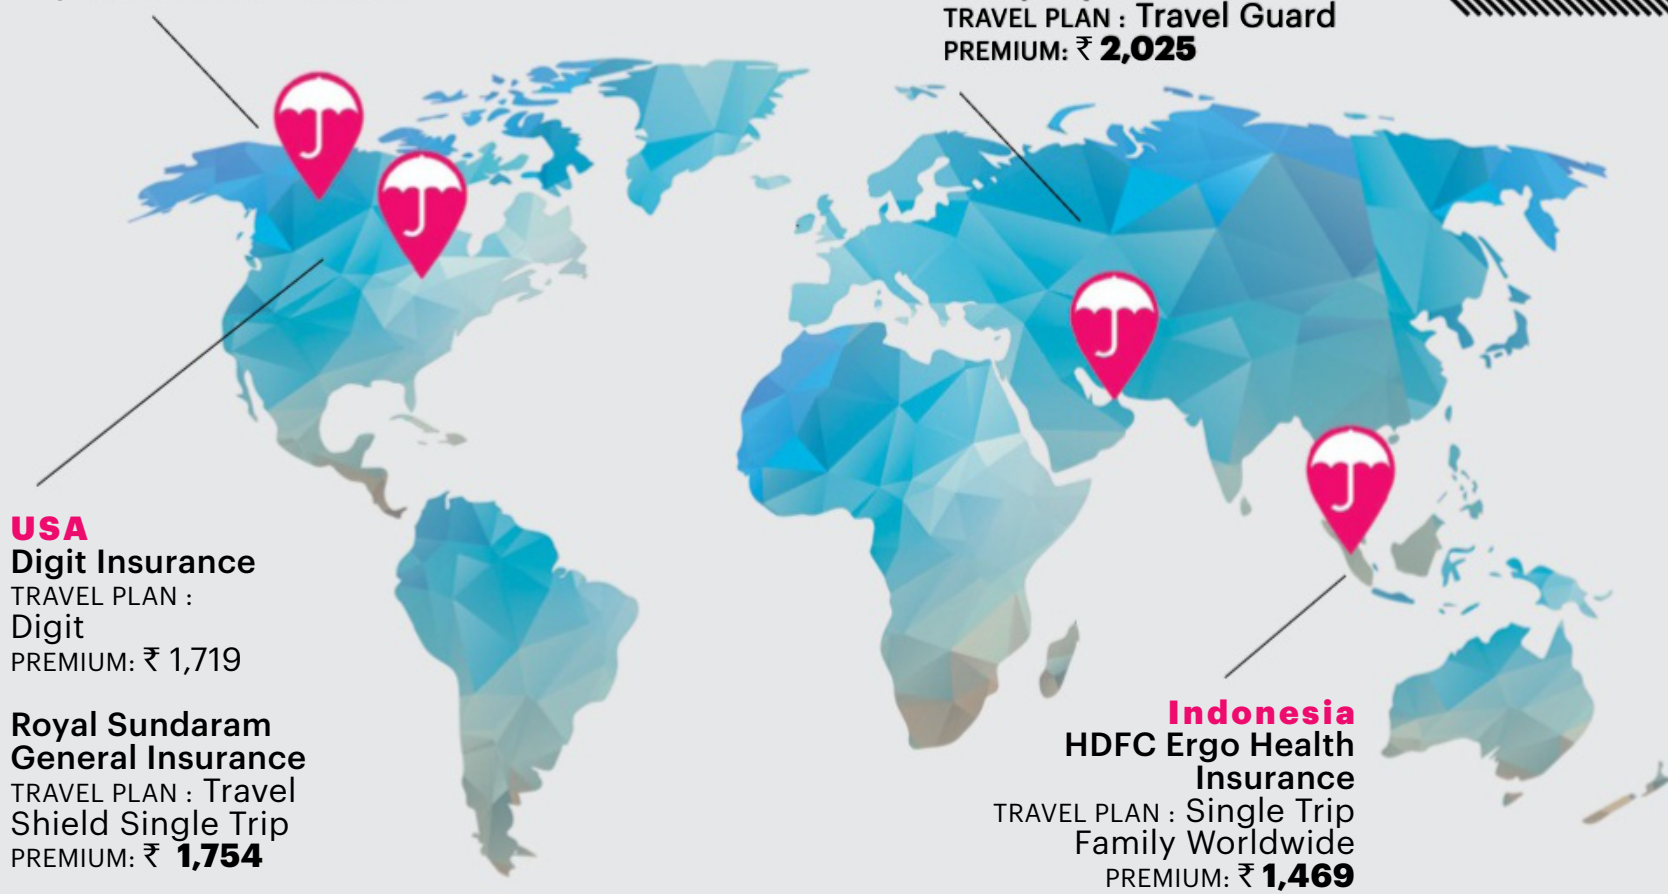 TRAVEL PLAN : Travel Guard
PREMIUM: ₹ 2,025
USA
Digit Insurance
TRAVEL PLAN :
Digit
PREMIUM: ₹ 1,719
Royal Sundaram
General Insurance
TRAVEL PLAN : Travel
Shield Single Trip
PREMIUM: ₹ 1,754
Indonesia
HDFC Ergo Health
Insurance
TRAVEL PLAN : Single Trip
Family Worldwide
PREMIUM: ₹ 1,469